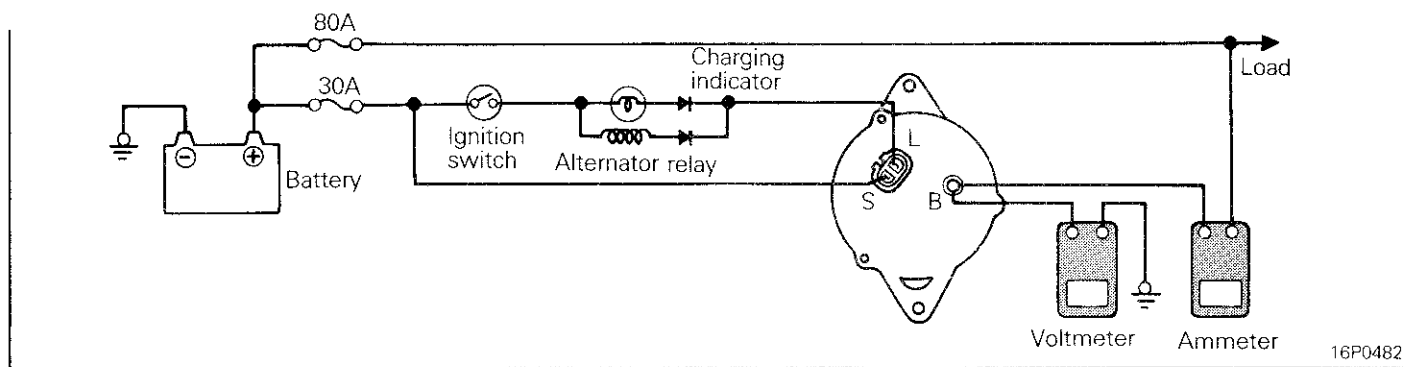 80A
30A
Charging
indicator
Load
Ignition
switch
Alternator relay
L
⊖
⊕
Battery
S
B
Voltmeter
Ammeter
16P0482